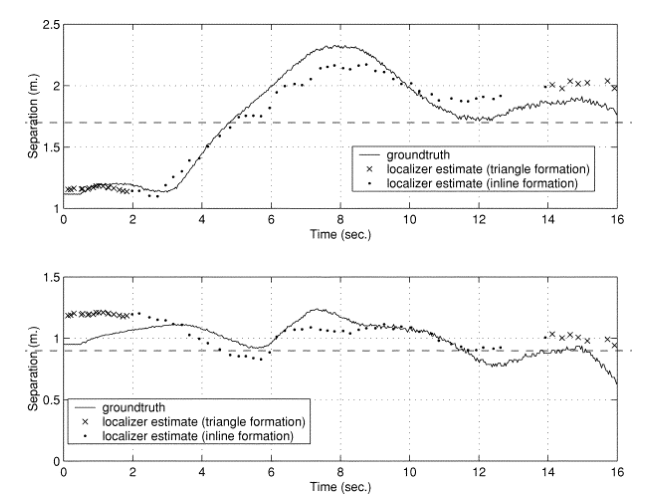 2.5
2
1.5
1
Separation (m.)
groundtruth
localizer estimate (triangle formation)
localizer estimate (inline formation)
0 2 4 6 8 10 12 14 16
Time (sec.)
1.5
1
0.5
0
Separation (m.)
groundtruth
localizer estimate (triangle formation)
localizer estimate (inline formation)
0 2 4 6 8 10 12 14 16
Time (sec.)